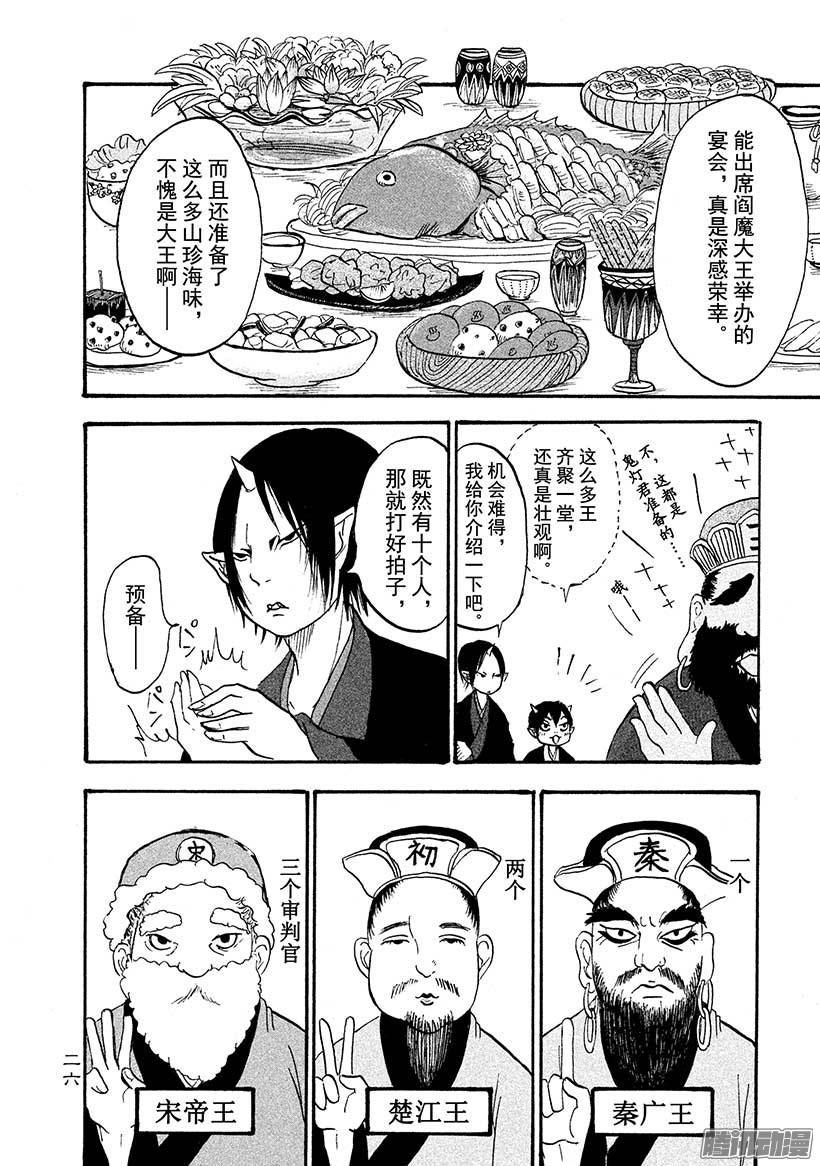 能出席阎魔大王举办的
宴会，真是深感荣幸。
而且还准备了
这么多山珍海味，
不愧是大王啊——
不，这都是
鬼灯君准备的……
哦——
这么多王
齐聚一堂，
还真是壮观啊。
机会难得，
我给你介绍一下吧。
既然有十个人，
那就打好拍子，
预备——
一个
秦
秦广王
两个
初
楚江王
三个审判官
宋
宋帝王
二六
腾讯动漫